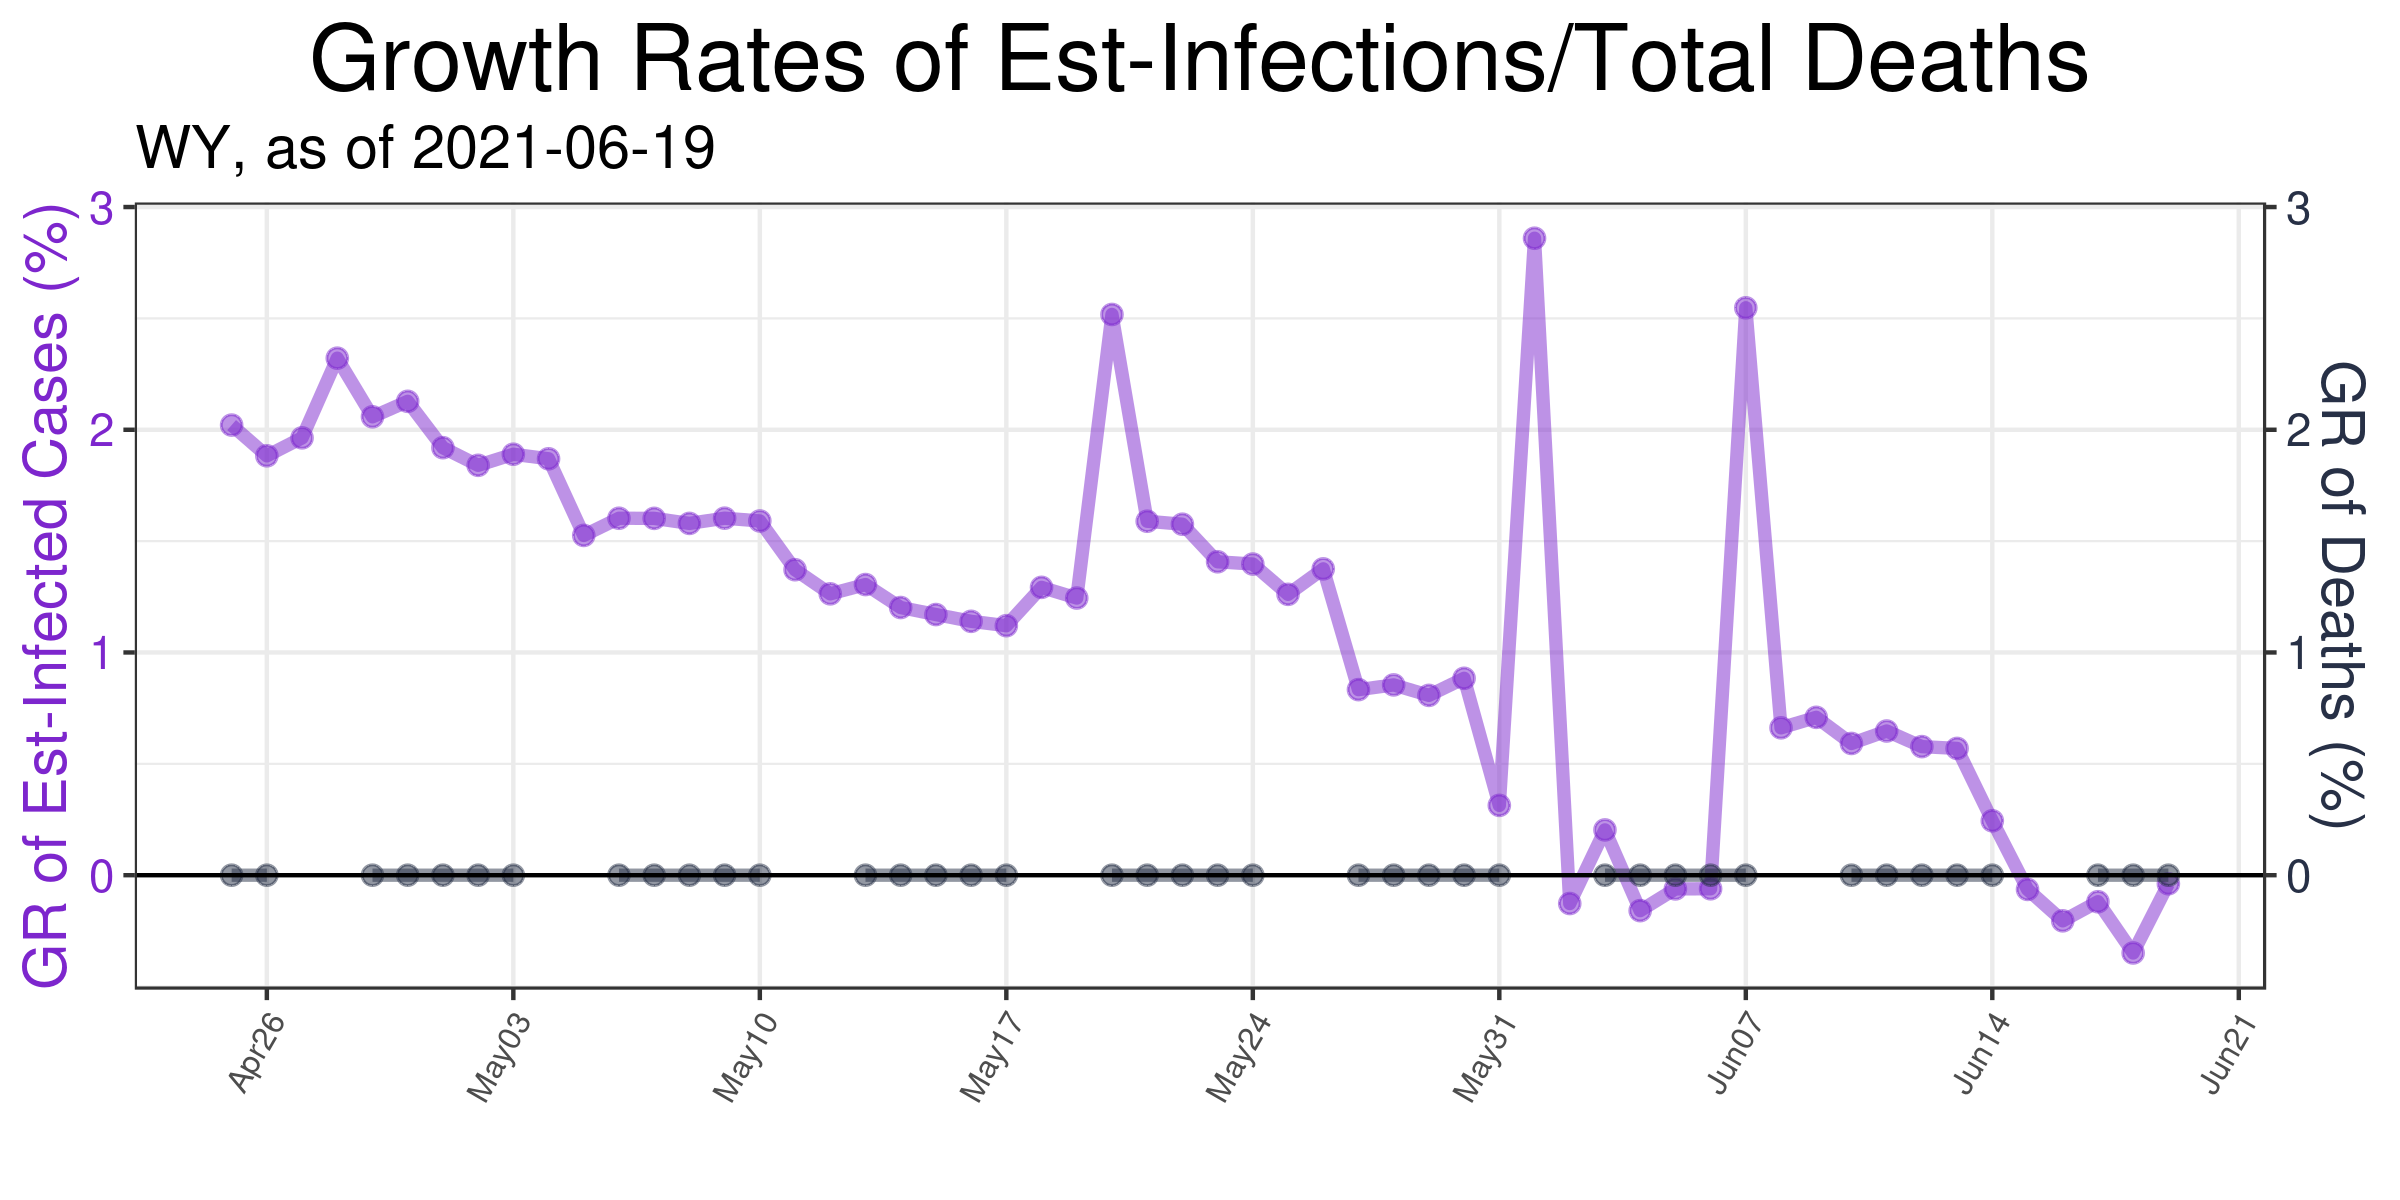 Growth Rates of Est-Infections/Total Deaths
WY, as of 2021-06-19
GR of Est-Infected Cases (%)
3
2
1
0
3
2
1
0
GR of Deaths (%)
Apr26
May03
May10
May17
May24
May31
Jun07
Jun14
Jun21